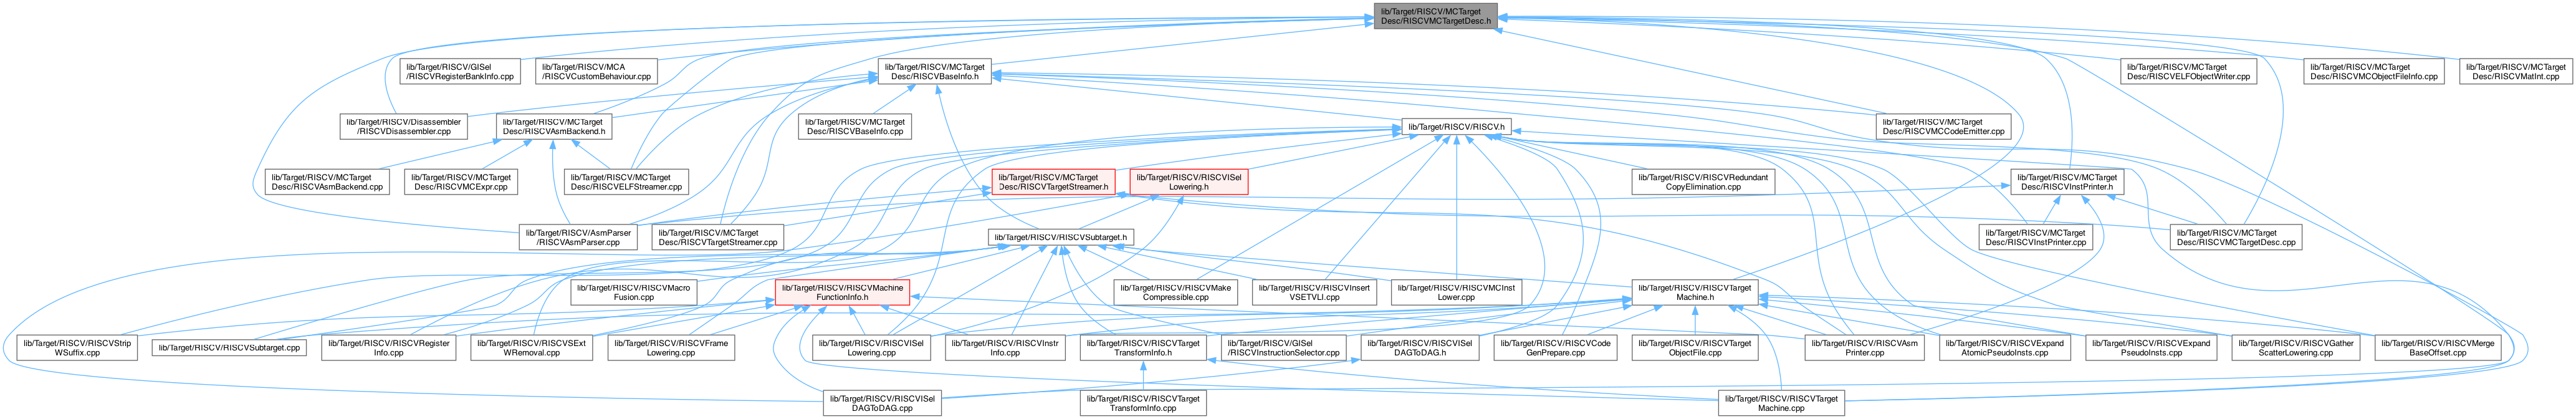 lib/Target/RISCV/MCTarget
Desc/RISCVMCTargetDesc.h
lib/Target/RISCV/GISel
/RISCVRegisterBankInfo.cpp
lib/Target/RISCV/MCA
/RISCVCustomBehaviour.cpp
lib/Target/RISCV/MCTarget
Desc/RISCVBaseInfo.h
lib/Target/RISCV/MCTarget
Desc/RISCVELFObjectWriter.cpp
lib/Target/RISCV/MCTarget
Desc/RISCVMCObjectFileInfo.cpp
lib/Target/RISCV/MCTarget
Desc/RISCVMatInt.cpp
lib/Target/RISCV/Disassembler
/RISCVDisassembler.cpp
lib/Target/RISCV/MCTarget
Desc/RISCVAsmBackend.h
lib/Target/RISCV/MCTarget
Desc/RISCVBaseInfo.cpp
lib/Target/RISCV/RISCV.h
lib/Target/RISCV/MCTarget
Desc/RISCVMCCodeEmitter.cpp
lib/Target/RISCV/MCTarget
Desc/RISCVAsmBackend.cpp
lib/Target/RISCV/MCTarget
Desc/RISCVMCExpr.cpp
lib/Target/RISCV/MCTarget
Desc/RISCVELFStreamer.cpp
lib/Target/RISCV/MCTarget
Desc/RISCVTargetStreamer.h
lib/Target/RISCV/RISCVISel
Lowering.h
lib/Target/RISCV/RISCVRedundant
CopyElimination.cpp
lib/Target/RISCV/MCTarget
Desc/RISCVInstPrinter.h
lib/Target/RISCV/AsmParser
/RISCVAsmParser.cpp
lib/Target/RISCV/MCTarget
Desc/RISCVTargetStreamer.cpp
lib/Target/RISCV/RISCVSubtarget.h
lib/Target/RISCV/MCTarget
Desc/RISCVInstPrinter.cpp
lib/Target/RISCV/MCTarget
Desc/RISCVMCTargetDesc.cpp
lib/Target/RISCV/RISCVMacro
Fusion.cpp
lib/Target/RISCV/RISCVMachine
FunctionInfo.h
lib/Target/RISCV/RISCVMake
Compressible.cpp
lib/Target/RISCV/RISCVInsert
VSETVLI.cpp
lib/Target/RISCV/RISCVMCInst
Lower.cpp
lib/Target/RISCV/RISCVTarget
Machine.h
lib/Target/RISCV/RISCVStrip
WSuffix.cpp
lib/Target/RISCV/RISCVSubtarget.cpp
lib/Target/RISCV/RISCVRegister
Info.cpp
lib/Target/RISCV/RISCVSExt
WRemoval.cpp
lib/Target/RISCV/RISCVFrame
Lowering.cpp
lib/Target/RISCV/RISCVISel
Lowering.cpp
lib/Target/RISCV/RISCVInstr
Info.cpp
lib/Target/RISCV/RISCVTarget
TransformInfo.h
lib/Target/RISCV/GISel
/RISCVInstructionSelector.cpp
lib/Target/RISCV/RISCVISel
DAGToDAG.h
lib/Target/RISCV/RISCVCode
GenPrepare.cpp
lib/Target/RISCV/RISCVTarget
ObjectFile.cpp
lib/Target/RISCV/RISCVAsm
Printer.cpp
lib/Target/RISCV/RISCVExpand
AtomicPseudoInsts.cpp
lib/Target/RISCV/RISCVExpand
PseudoInsts.cpp
lib/Target/RISCV/RISCVGather
ScatterLowering.cpp
lib/Target/RISCV/RISCVMerge
BaseOffset.cpp
lib/Target/RISCV/RISCVISel
DAGToDAG.cpp
lib/Target/RISCV/RISCVTarget
TransformInfo.cpp
lib/Target/RISCV/RISCVTarget
Machine.cpp